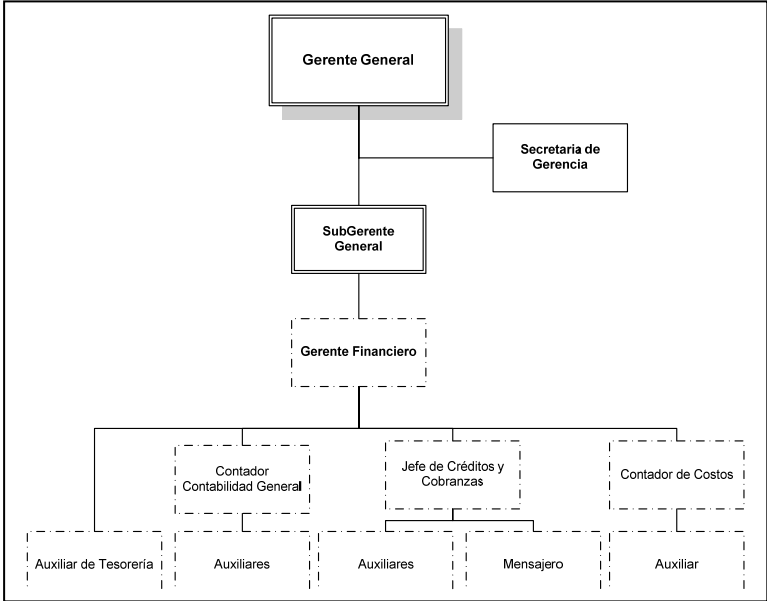 Gerente General
Secretaria de
Gerencia
SubGerente
General
Gerente Financiero
Contador
Contabilidad General
Jefe de Créditos y
Cobranzas
Contador de Costos
Auxiliar de Tesorería
Auxiliares
Auxiliares
Mensajero
Auxiliar